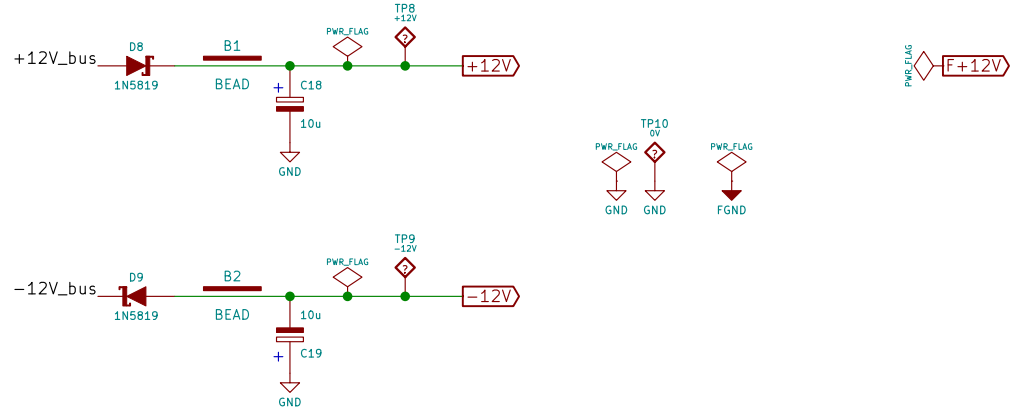 TP8
+12V
?
PWR_FLAG
D8
B1
+12V_bus
+12V
1N5819
BEAD
+
C18
10u
GND
PWR_FLAG
F+12V
TP10
0V
?
PWR_FLAG
PWR_FLAG
GND
GND
FGND
TP9
-12V
?
PWR_FLAG
D9
B2
-12V_bus
-12V
1N5819
BEAD
10u
+
C19
GND